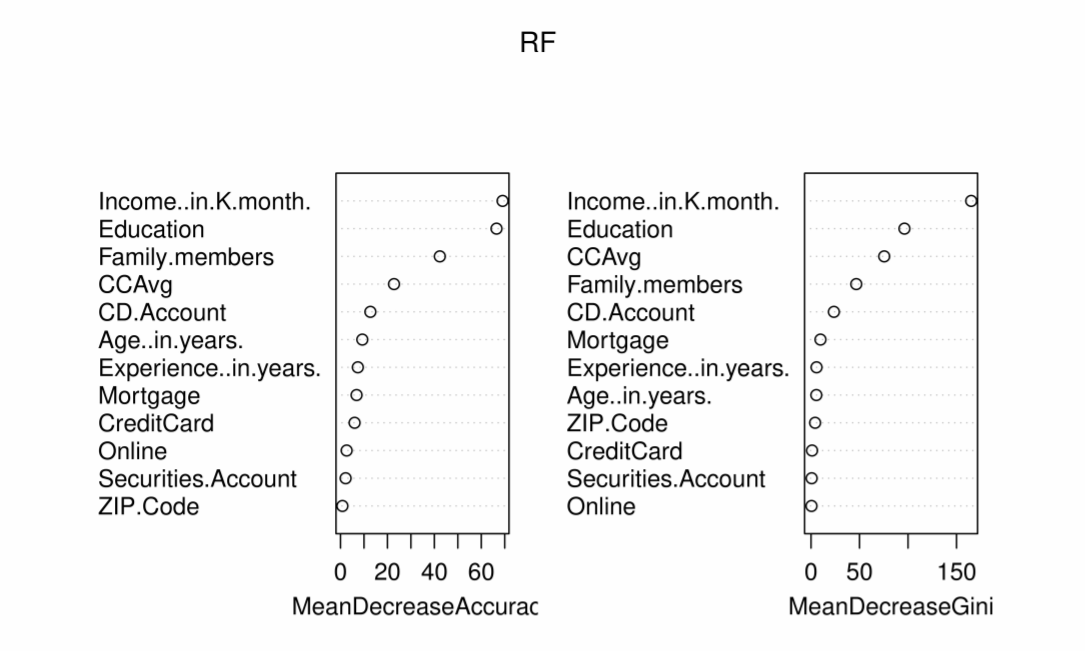 RF
Income..in.K.month.
Education
Family.members
CCAvg
CD.Account
Age..in.years.
Experience..in.years.
Mortgage
CreditCard
Online
Securities.Account
ZIP.Code
0 20 40 60
MeanDecreaseAccurac
Income..in.K.month.
Education
CCAvg
Family.members
CD.Account
Mortgage
Experience..in.years.
Age..in.years.
ZIP.Code
CreditCard
Securities.Account
Online
0 50 150
MeanDecreaseGini